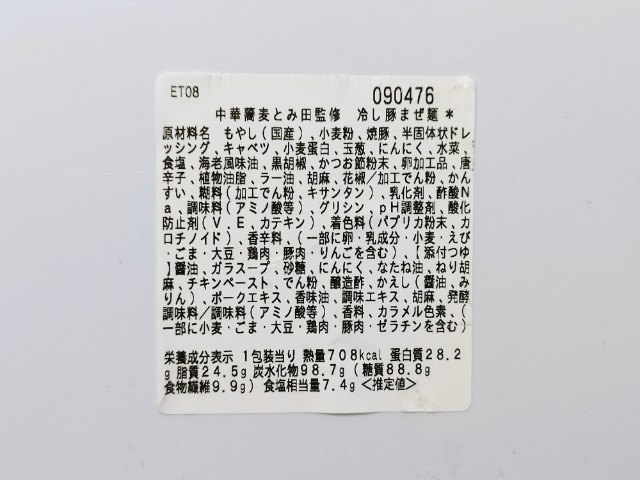 ET08
090476
中華蕎麦とみ田監修 冷し豚まぜ麺＊
原材料名 もやし(国産)、小麦粉、焼豚、半固体状ドレ
ッシング、キャベツ、小麦蛋白、玉葱、にんにく、水菜、
食塩、海老風味油、黒胡椒、かつお節粉末、卵加工品、唐
辛子、植物油脂、ラー油、胡麻、花椒／加工でん粉、かん
すい、糊料(加工でん粉、キサンタン)、乳化剤、酢酸N
a、調味料(アミノ酸等)、グリシン、pH調整剤、酸化
防止剤(V.E、カテキン)、着色料(パプリカ粉末、カ
ロチノイド)、香辛料、(一部に卵・乳成分・小麦・えび
・ごま・大豆・鶏肉・豚肉・りんごを含む)、【添付つゆ
】醤油、ガラスープ、砂糖、にんにく、なたね油、ねり胡
麻、チキンペースト、でん粉、醸造酢、かえし(醤油、み
りん)、ポークエキス、香味油、調味エキス、胡麻、発酵
調味料／調味料(アミノ酸等)、香料、カラメル色素、(
一部に小麦・ごま・大豆・鶏肉・豚肉・ゼラチンを含む)
栄養成分表示 1包装当り 熱量708kcal 蛋白質28.2
g 脂質24.5g 炭水化物98.7g(糖質88.8g
食物繊維9.9g) 食塩相当量7.4g<推定値>